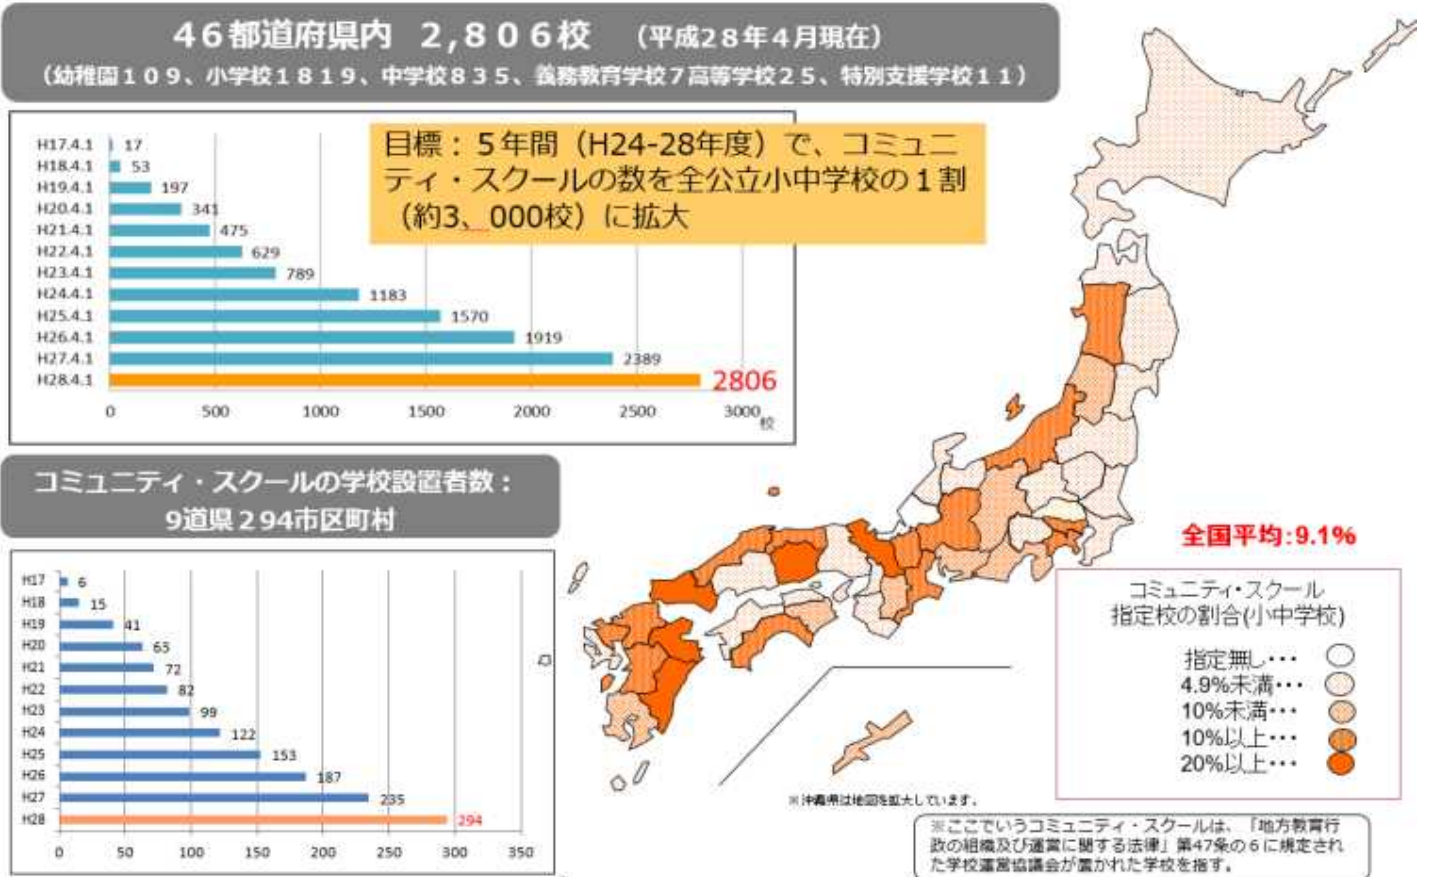 ４６都道府県内　２,８０６校　（平成２８年４月現在）
（幼稚園１０９、小学校１８１９、中学校８３５、義務教育学校７高等学校２５、特別支援学校１１）
目標：５年間（H24-28年度）で、コミュニ
ティ・スクールの数を全公立小中学校の１割
（約3、000校）に拡大
H17.4.1 17
H18.4.1 53
H19.4.1 197
H20.4.1 341
H21.4.1 475
H22.4.1 629
H23.4.1 789
H24.4.1 1183
H25.4.1 1570
H26.4.1 1919
H27.4.1 2389
H28.4.1 2806
0 500 1000 1500 2000 2500 3000
校
コミュニティ・スクールの学校設置者数：
9道県２９4市区町村
H17 6
H18 15
H19 41
H20 63
H21 72
H22 82
H23 99
H24 122
H25 153
H26 187
H27 235
H28 294
0 50 100 150 200 250 300 350
全国平均:9.1%
コミュニティ・スクール
指定校の割合(小中学校)
指定無し・・・
4.9%未満・・・
10%未満・・・
10%以上・・・
20%以上・・・
※沖縄県は地図を拡大しています。
※ここでいうコミュニティ・スクールは、「地方教育行
政の組織及び運営に関する法律」第47条の６に規定され
た学校運営協議会が置かれた学校を指す。